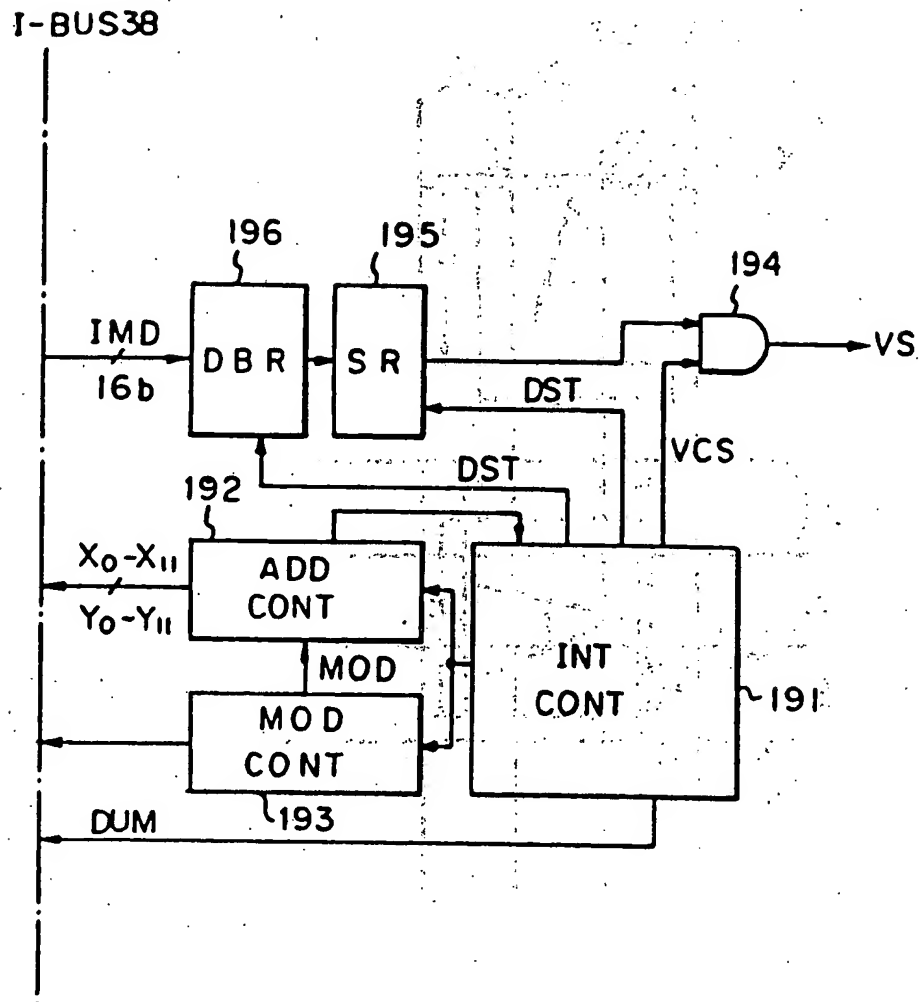 I-BUS38
196
195
194
IMD
16b
DBR
SR
VS
DST
VCS
DST
192
X0-X11
Y0-Y11
ADD
CONT
MOD
INT
CONT
191
MOD
CONT
193
DUM